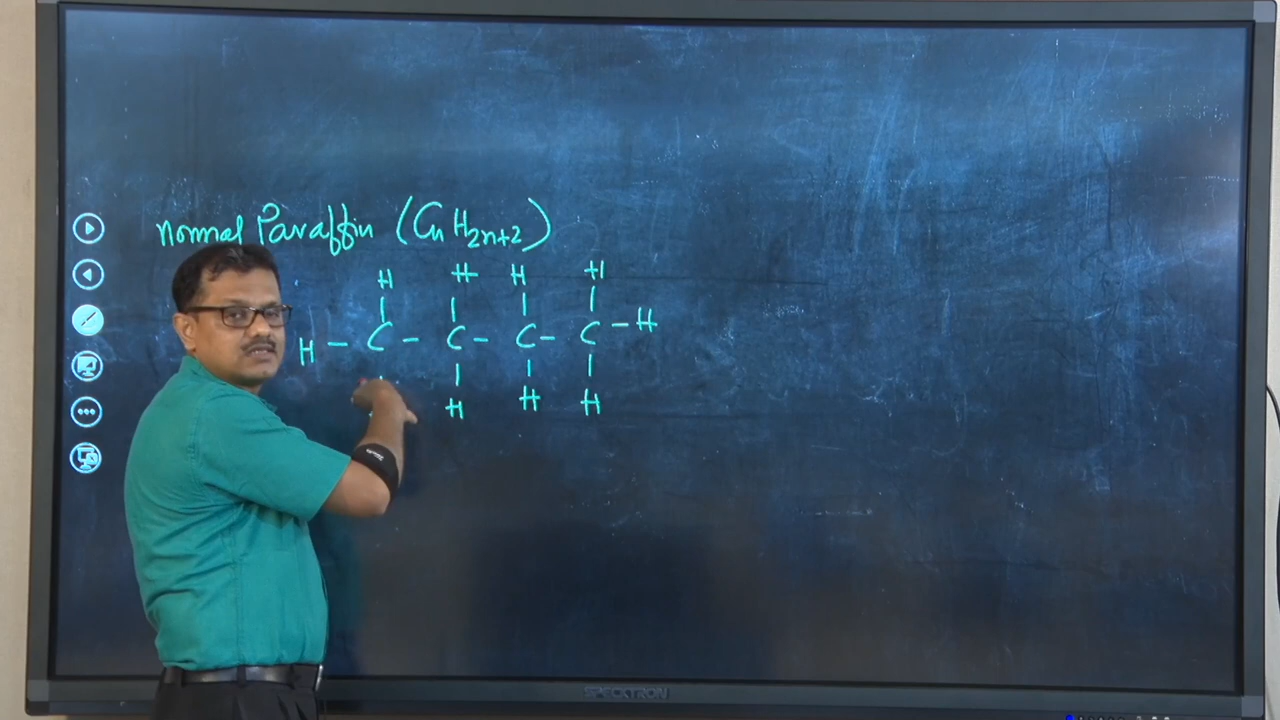 Normal Paraffin (CnH2n+2)
H H H H
H - C - C - C - C - H
H H H
SPECKTRON